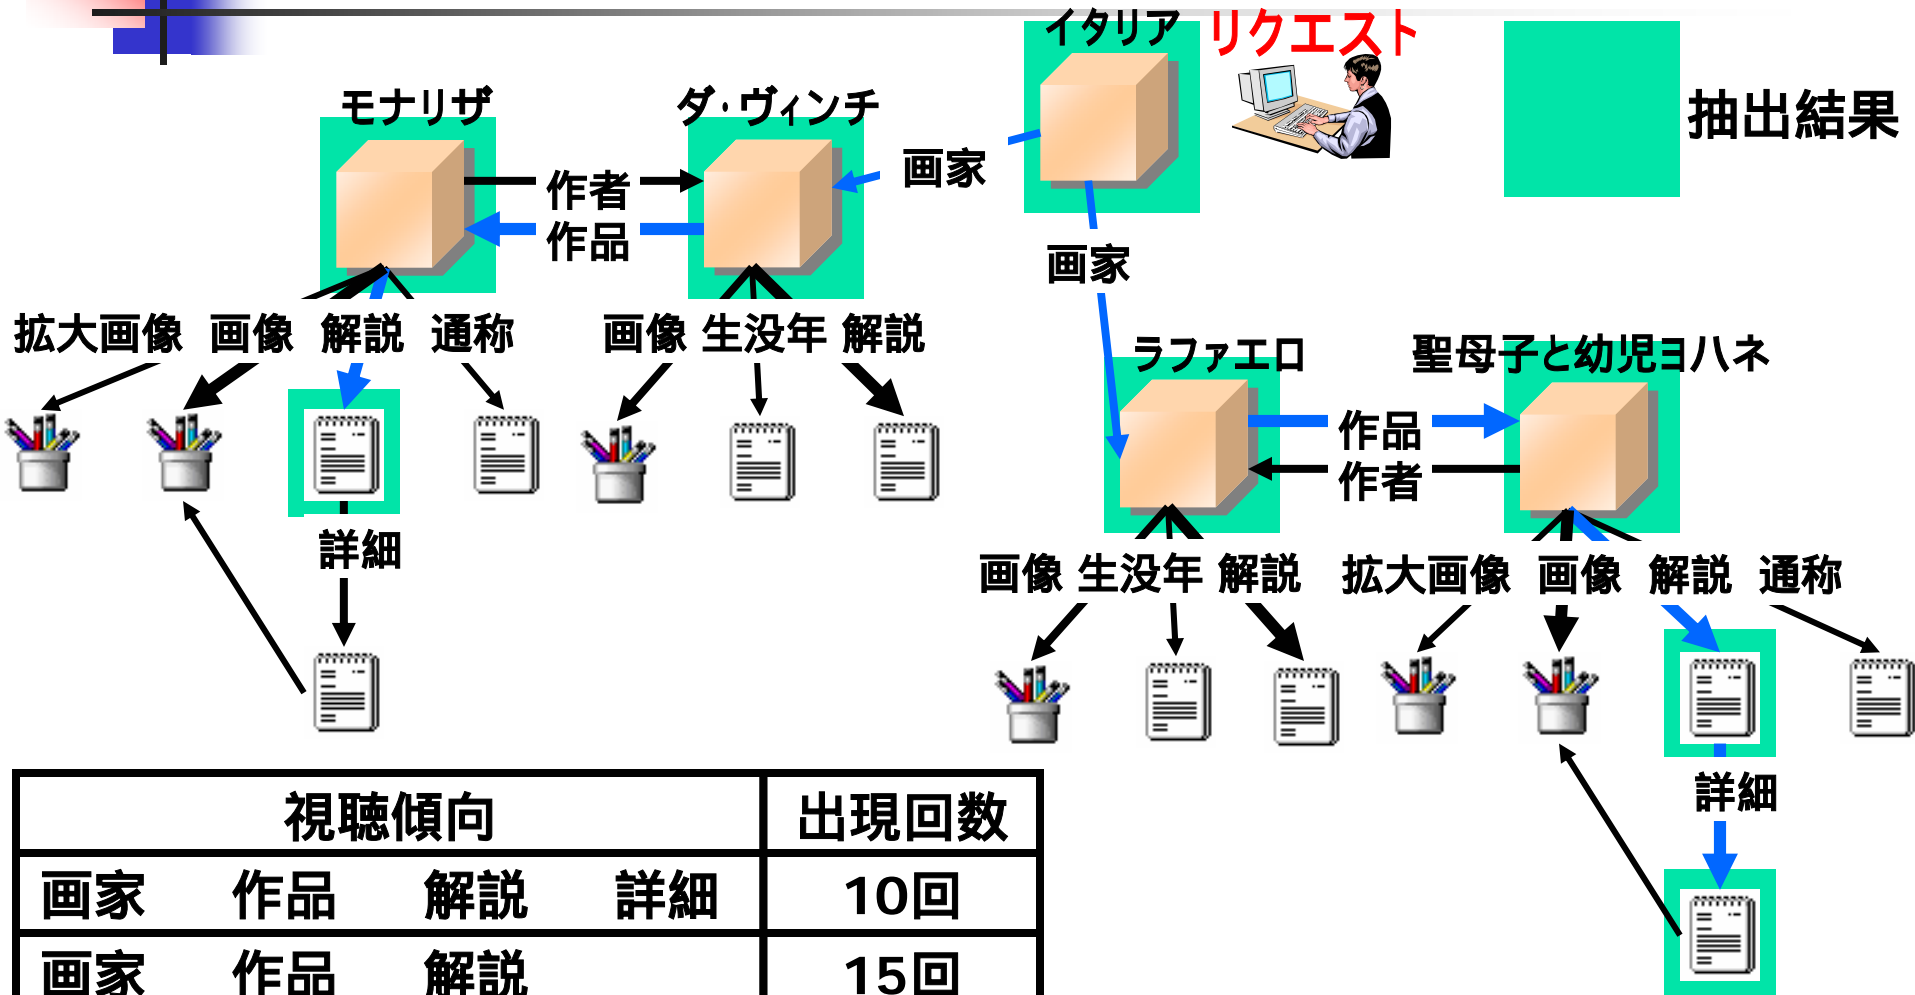 イタリア リクエスト
モナリザ ダ・ヴィンチ 抽出結果
画家
作者
作品
画家
拡大画像 画像 解説 通称 画像 生没年 解説
ラファエロ 聖母子と幼児ヨハネ
作品
作者
詳細
画像 生没年 解説 拡大画像 画像 解説 通称
詳細
視聴傾向 出現回数
画家 作品 解説 詳細 10回
画家 作品 解説 15回